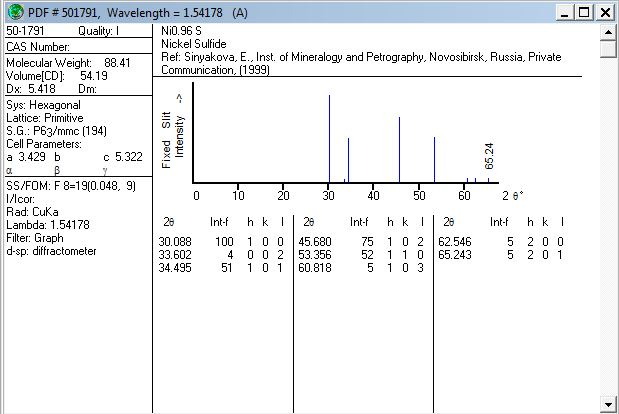 PDF # 501791, Wavelength = 1.54178 (A)
50-1791 Quality: I
CAS Number:
Molecular Weight: 88.41
Volume[CD]: 54.19
Dx: 5.418 Dm:
Sys: Hexagonal
Lattice: Primitive
S.G.: P63/mmc (194)
Cell Parameters:
a 3.429 b c 5.322
α β γ
SS/FOM: F 8=19(0.048, 9)
I/Icor:
Rad: CuKa
Lambda: 1.54178
Filter: Graph
d-sp: diffractometer
Ni0.96 S
Nickel Sulfide
Ref: Sinyakova, E., Inst. of Mineralogy and Petrography, Novosibirsk, Russia, Private
Communication, (1999)
Fixed Slit
Intensity ->
65.24
0 10 20 30 40 50 60 2 θ°
2θ Int-f h k l 2θ Int-f h k l 2θ Int-f h k l
30.088 100 1 0 0 45.680 75 1 0 2 62.546 5 2 0 0
33.602 4 0 0 2 53.356 52 1 1 0 65.243 5 2 0 1
34.495 51 1 0 1 60.818 5 1 0 3